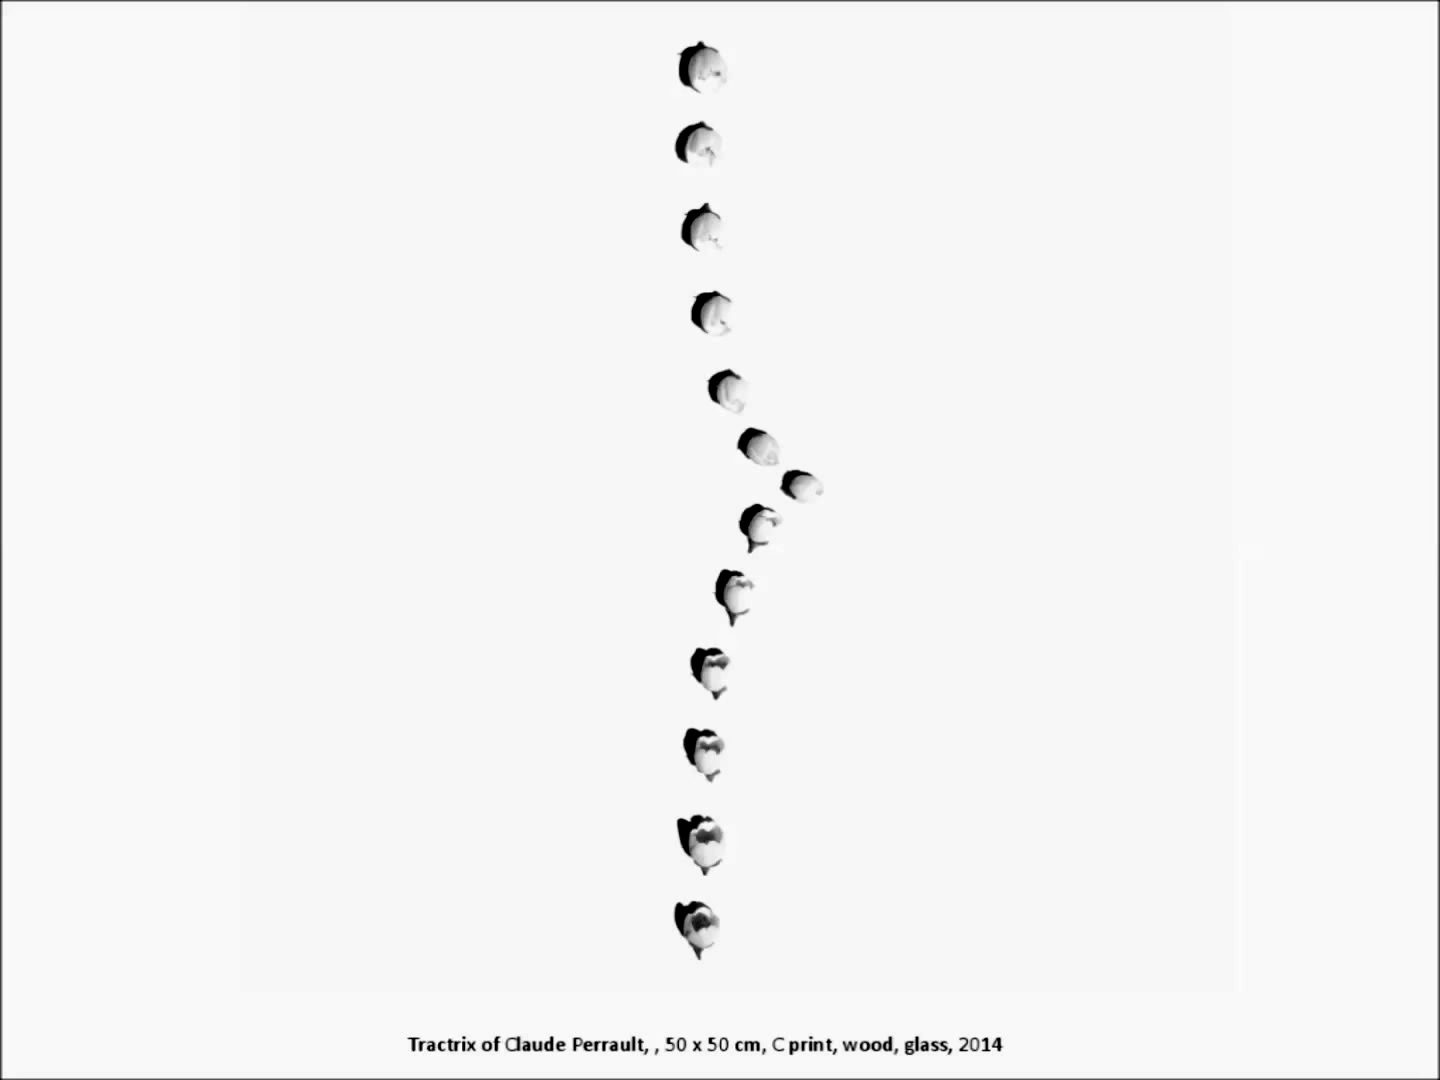 Tractrix of Claude Perrault, , 50 x 50 cm, C print, wood, glass, 2014